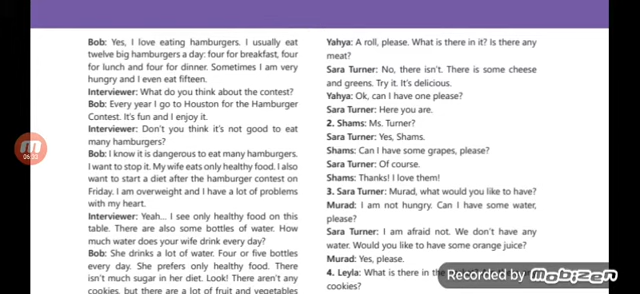 Bob: Yes, I love eating hamburgers. I usually eat
twelve big hamburgers a day: four for breakfast, four
for lunch and four for dinner. Sometimes I am very
hungry and I even eat fifteen.
Interviewer: What do you think about the contest?
Bob: Every year I go to Houston for the Hamburger
Contest. It's fun and I enjoy it.
Interviewer: Don't you think it's not good to eat
many hamburgers?
Bob: I know it is dangerous to eat many hamburgers.
I want to stop it. My wife eats only healthy food. I also
want to start a diet after the hamburger contest on
Friday. I am overweight and I have a lot of problems
with my heart.
Interviewer: Yeah... I see only healthy food on this
table. There are also some bottles of water. How
much water does your wife drink every day?
Bob: She drinks a lot of water. Four or five bottles
every day. She prefers only healthy food. There
isn't much sugar in her diet. Look! There aren't any
cookies, but there are a lot of fruit and vegetables
Yahya: A roll, please. What is there in it? Is there any
meat?
Sara Turner: No, there isn't. There is some cheese
and greens. Try it. It's delicious.
Yahya: Ok, can I have one please?
Sara Turner: Here you are.
2. Shams: Ms. Turner?
Sara Turner: Yes, Shams.
Shams: Can I have some grapes, please?
Sara Turner: Of course.
Shams: Thanks! I love them!
3. Sara Turner: Murad, what would you like to have?
Murad: I am not hungry. Can I have some water,
please?
Sara Turner: I am afraid not. We don't have any
water. Would you like to have some orange juice?
Murad: Yes, please.
4. Leyla: What is there in the
cookies?
06:33
Recorded by Mobizen